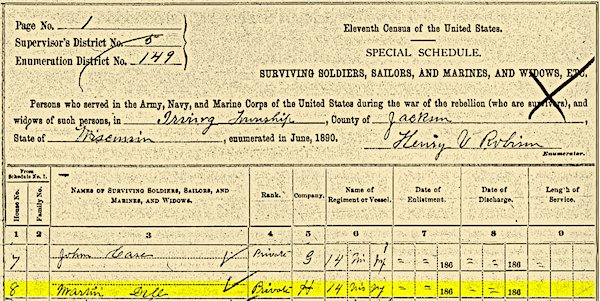 Page No. 1
Supervisor's District No. 5
Enumeration District No. 149
Eleventh Census of the United States.
SPECIAL SCHEDULE.
SURVIVING SOLDIERS, SAILORS, AND MARINES, AND WIDOWS, ETC.
Persons who served in the Army, Navy, and Marine Corps of the United States during the war of the rebellion (who are survivors), and
widows of such persons, in Irving Township, County of Jackson,
State of Wisconsin, enumerated in June, 1890. Henry V Robison
Enumerator.
From Schedule No. 1.
House No. Family No. NAMES OF SURVIVING SOLDIERS, SAILORS, AND MARINES, AND WIDOWS. Rank. Company. Name of Regiment or Vessel. Date of Enlistment. Date of Discharge. Length of Service.
1 2 3 4 5 6 7 8 9
7 John Case Private G 14 Wis = = 186 = = 186
8 Martin Private H 14 Wis = = 186 = = 186